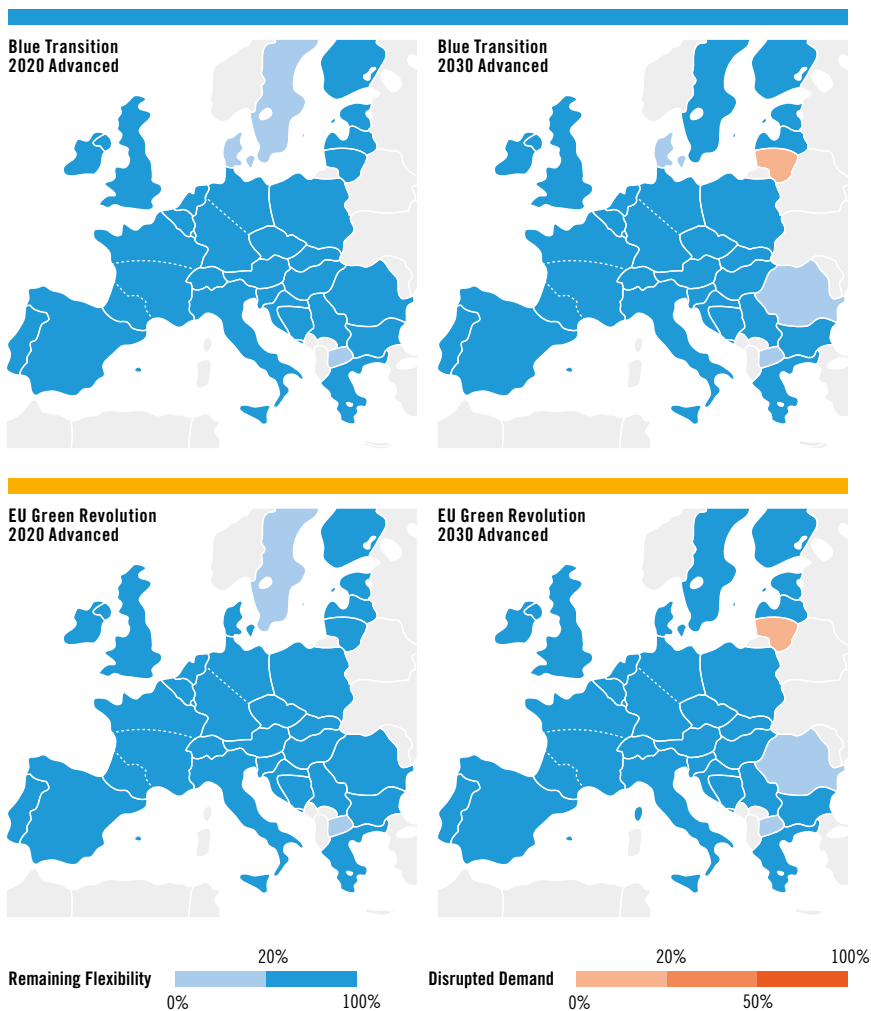 Blue Transition
2020 Advanced
Blue Transition
2030 Advanced
EU Green Revolution
2020 Advanced
EU Green Revolution
2030 Advanced
Remaining Flexibility
20%
0%
100%
Disrupted Demand
20%
100%
0%
50%